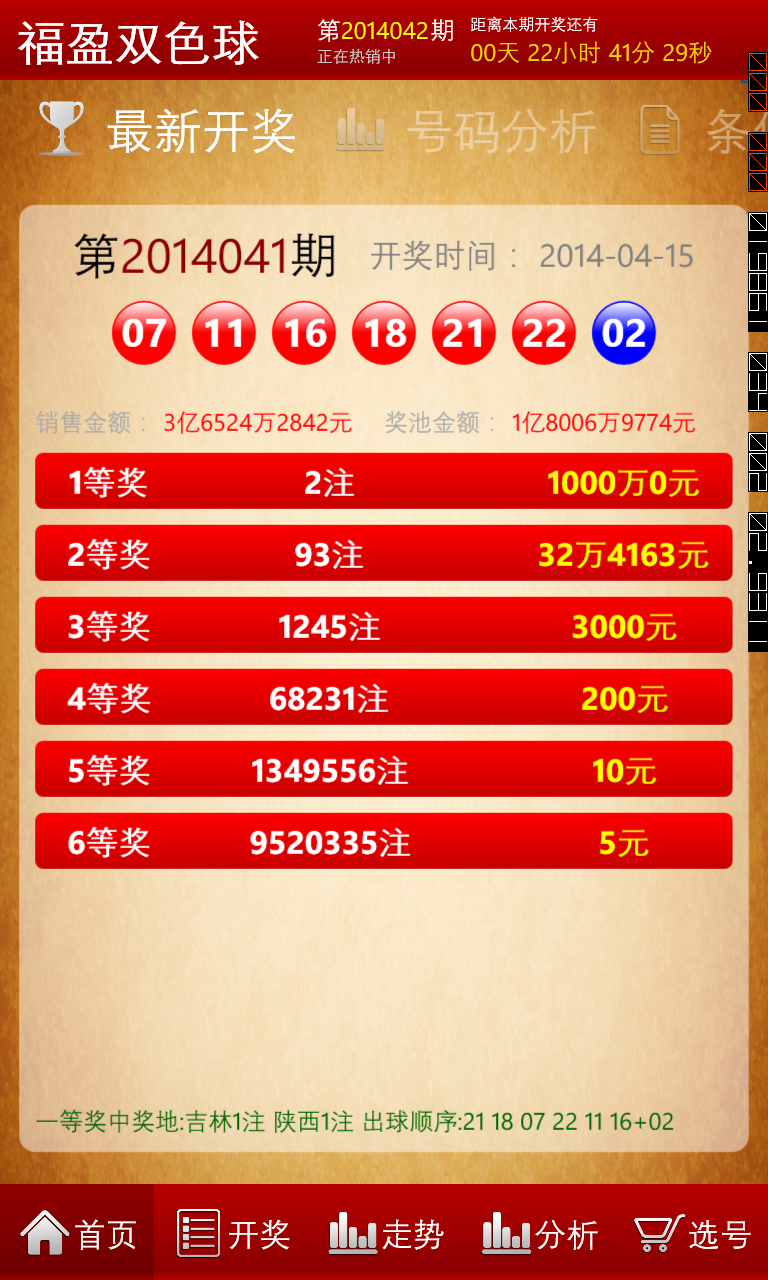 福盈双色球
第2014042期
正在热销中
距离本期开奖还有
00天 22小时 41分 29秒
最新开奖 号码分析
第2014041期 开奖时间： 2014-04-15
07 11 16 18 21 22 02
销售金额： 3亿6524万2842元 奖池金额： 1亿8006万9774元
1等奖 2注 1000万0元
2等奖 93注 32万4163元
3等奖 1245注 3000元
4等奖 68231注 200元
5等奖 1349556注 10元
6等奖 9520335注 5元
一等奖中奖地:吉林1注 陕西1注 出球顺序:21 18 07 22 11 16+02
首页 开奖 走势 分析 选号